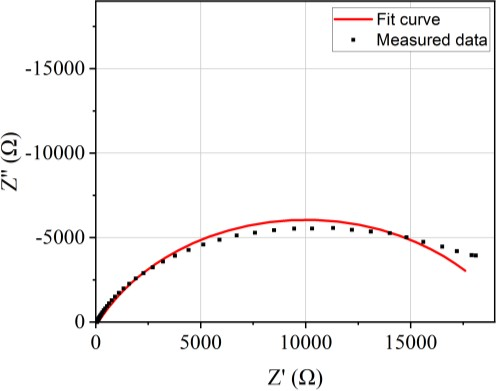 Fit curve
Measured data
-15000
-10000
-5000
0
0 5000 10000 15000
Z'' (Ω)
Z' (Ω)